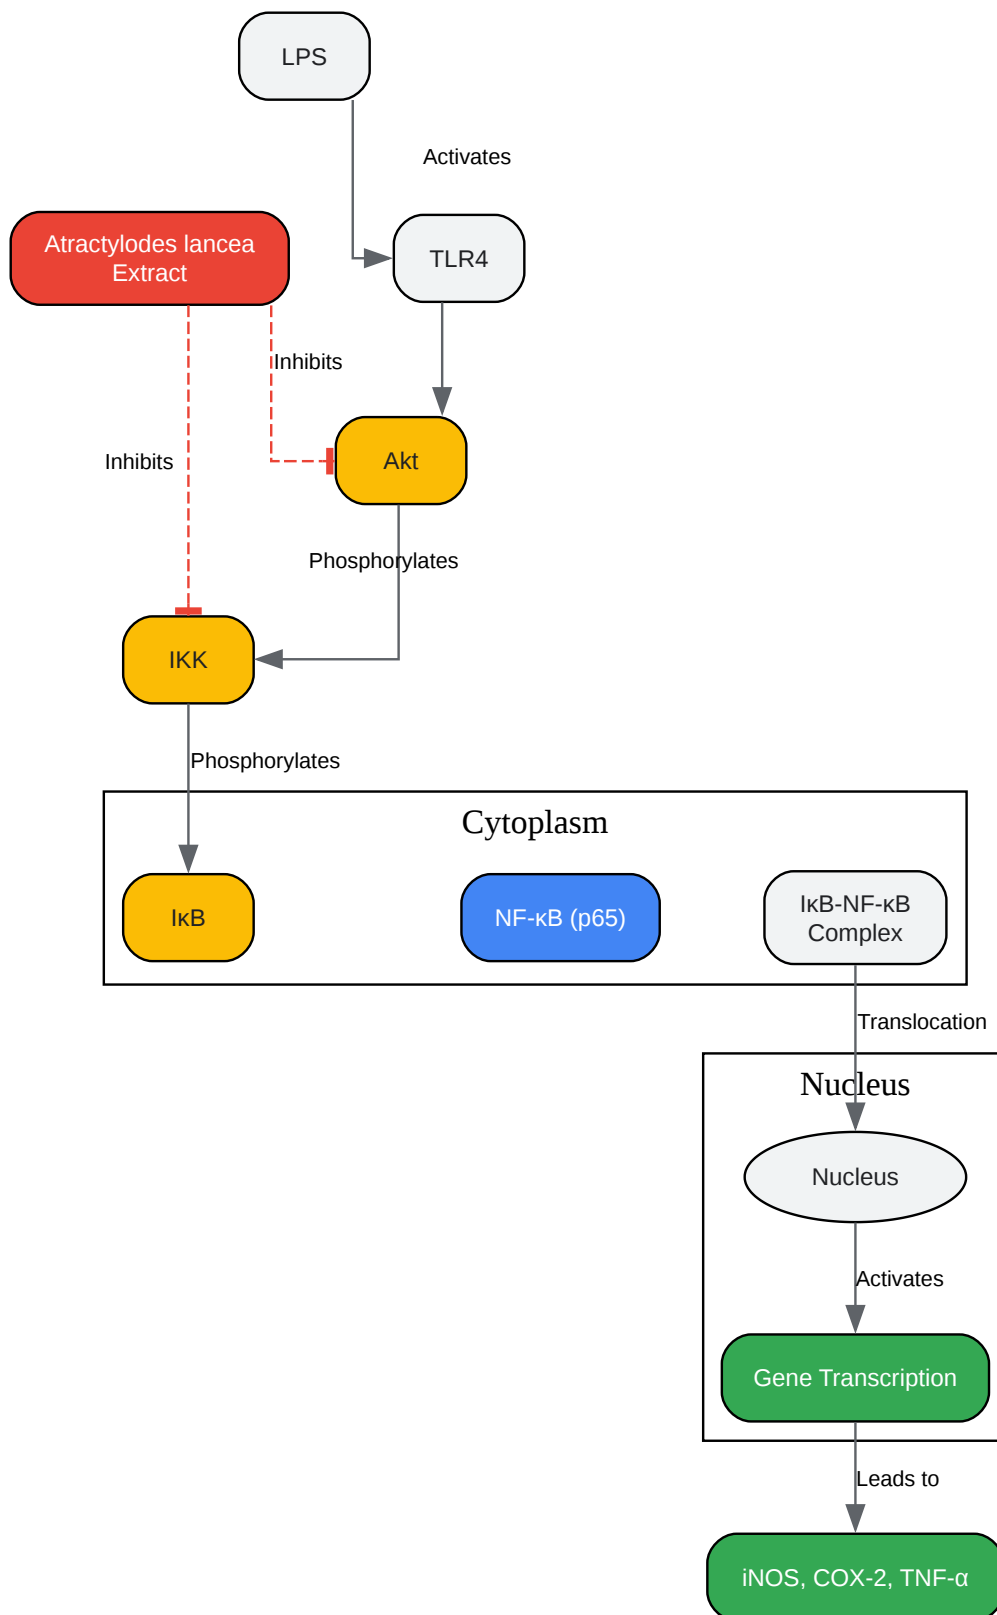 LPS
Activates
Atractylodes lancea
Extract
TLR4
Inhibits
Inhibits
Akt
Phosphorylates
IKK
Phosphorylates
Cytoplasm
IκB
NF-κB (p65)
IκB-NF-κB
Complex
Translocation
Nucleus
Nucleus
Activates
Gene Transcription
Leads to
iNOS, COX-2, TNF-α